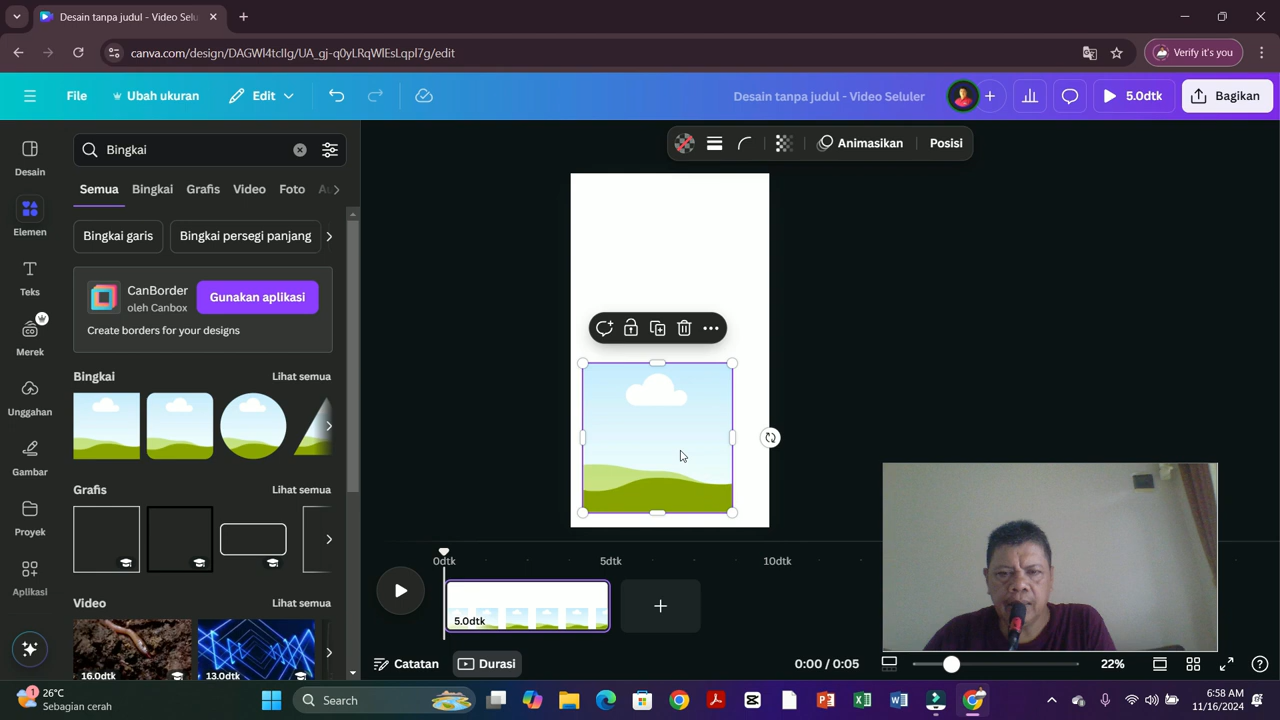 Desain tanpa judul - Video Selu
canva.com/design/DAGWl4tcIlg/UA_gj-q0yLRqWlEsLqpl7g/edit
Verify it's you
File
Ubah ukuran
Edit
Desain tanpa judul - Video Seluler
5.0dtk
Bagikan
Desain
Elemen
Teks
Merek
Unggahan
Gambar
Proyek
Aplikasi
Bingkai
Semua
Bingkai
Grafis
Video
Foto
Au
Bingkai garis
Bingkai persegi panjang
CanBorder
oleh Canbox
Gunakan aplikasi
Create borders for your designs
Bingkai
Lihat semua
Grafis
Lihat semua
Video
Lihat semua
16.0dtk
13.0dtk
Animasikan
Posisi
0dtk
5dtk
10dtk
5.0dtk
Catatan
Durasi
0:00 / 0:05
22%
1
26°C
Sebagian cerah
Search
6:58 AM
11/16/2024